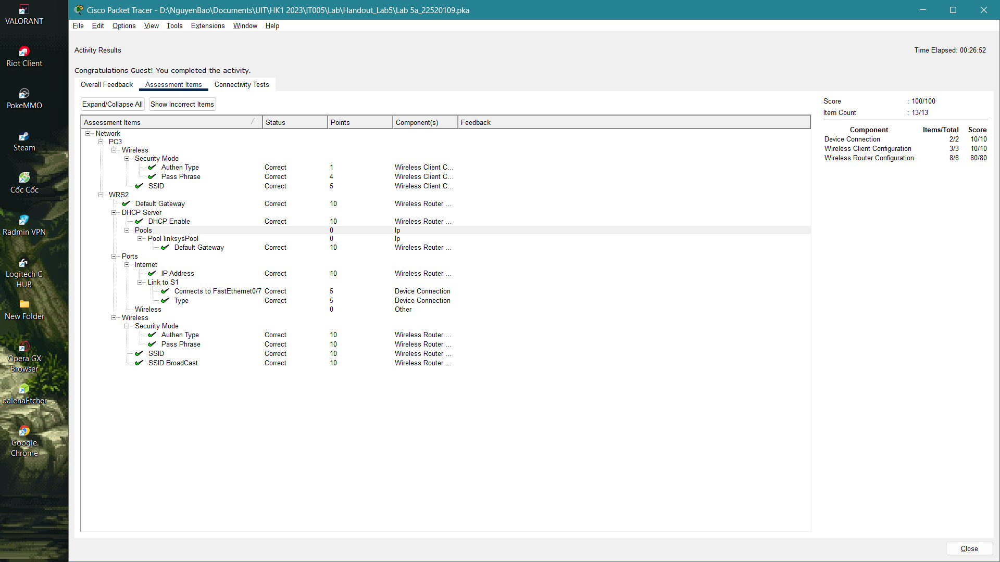 VALORANT
Riot Client
PokeMMO
Steam
Cốc Cốc
Radmin VPN
Logitech G
HUB
New Folder
Opera GX
Browser
balenaEtcher
Google
Chrome
Cisco Packet Tracer - D:\NguyenBao\Documents\UIT\HK1 2023\IT005\Lab\Handout_Lab5\Lab 5a_22520109.pka
File Edit Options View Tools Extensions Window Help
Activity Results
Time Elapsed: 00:26:52
Congratulations Guest! You completed the activity.
Overall Feedback Assessment Items Connectivity Tests
Expand/Collapse All Show Incorrect Items
Assessment Items Status Points Component(s) Feedback
Network
PC3
Wireless
Security Mode
Authen Type Correct 1 Wireless Client C...
Pass Phrase Correct 4 Wireless Client C...
SSID Correct 5 Wireless Client C...
WRS2
Default Gateway Correct 10 Wireless Router ...
DHCP Server
DHCP Enable Correct 10 Wireless Router ...
Pools 0 Ip
Pool linksysPool 0 Ip
Default Gateway Correct 10 Wireless Router ...
Ports
Internet
IP Address Correct 10 Wireless Router ...
Link to S1
Connects to FastEthernet0/7 Correct 5 Device Connection
Type Correct 5 Device Connection
Wireless 0 Other
Wireless
Security Mode
Authen Type Correct 10 Wireless Router ...
Pass Phrase Correct 10 Wireless Router ...
SSID Correct 10 Wireless Router ...
SSID BroadCast Correct 10 Wireless Router ...
Score : 100/100
Item Count : 13/13
Component Items/Total Score
Device Connection 2/2 10/10
Wireless Client Configuration 3/3 10/10
Wireless Router Configuration 8/8 80/80
Close